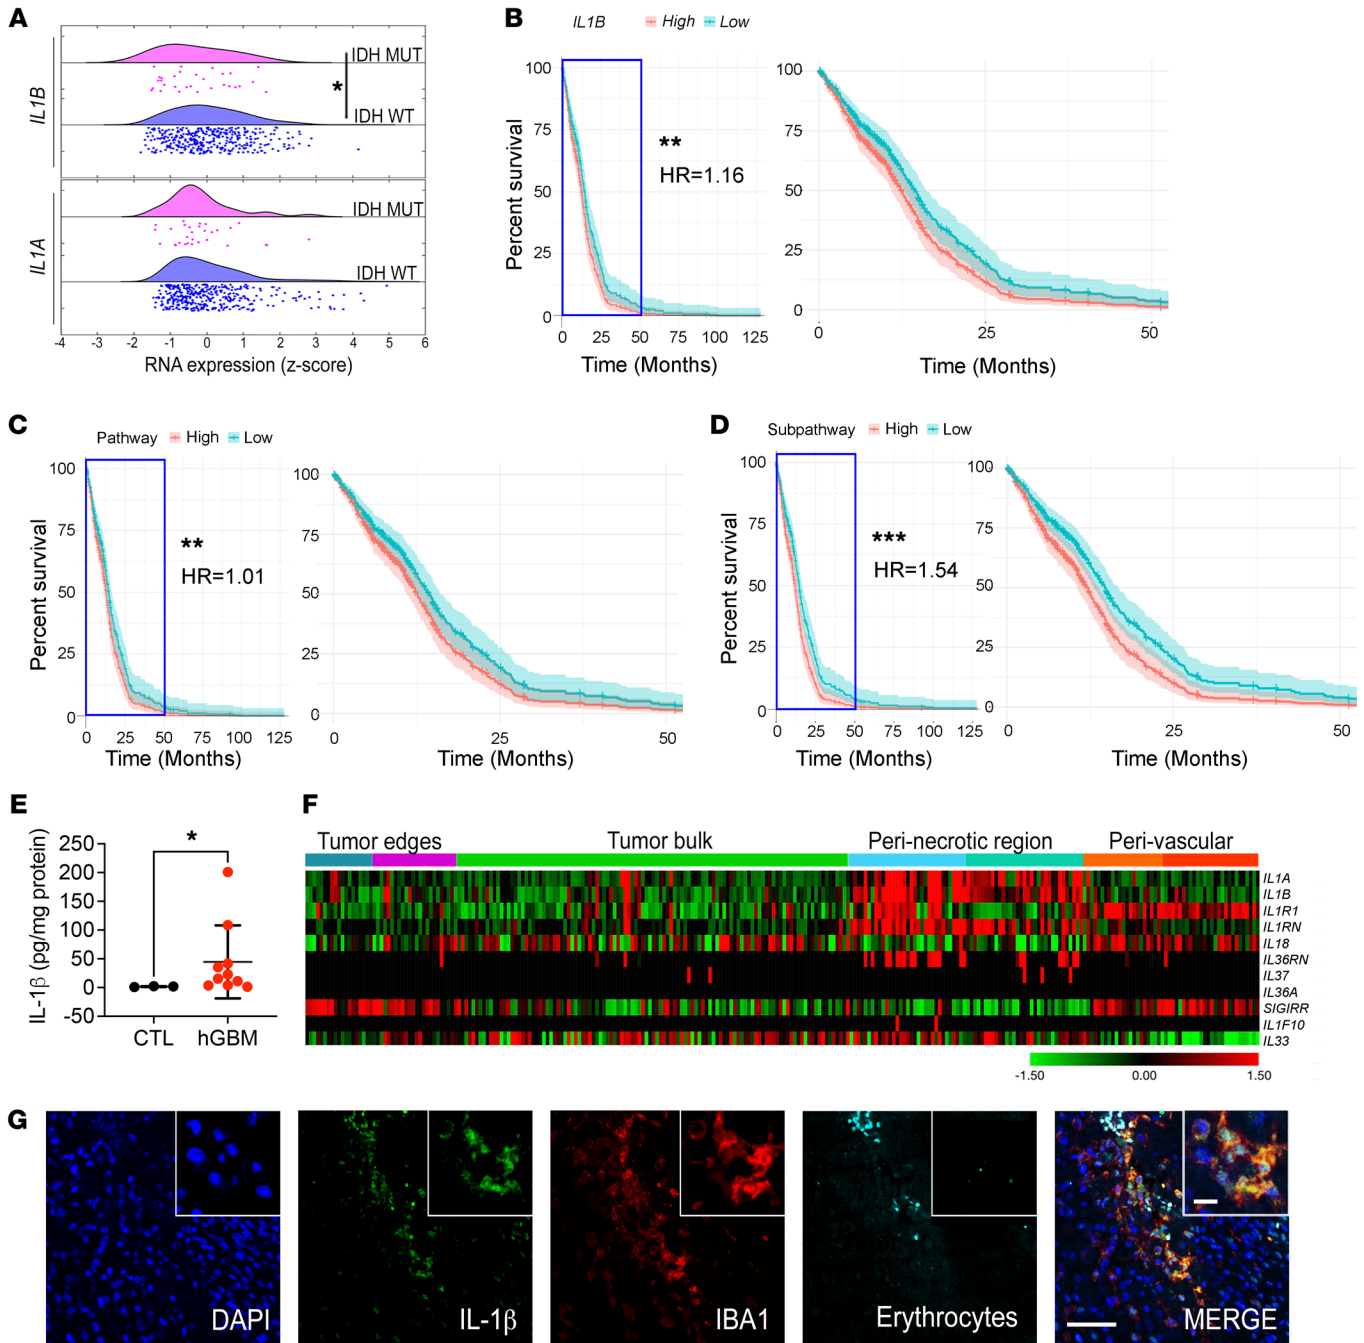 A
IL1B
IDH MUT
*
IDH WT
IL1A
IDH MUT
IDH WT
-4 -3 -2 -1 0 1 2 3 4 5 6
RNA expression (z-score)
B
IL1B High Low
Percent survival
100
75
50
25
0
**
HR=1.16
0 25 50 75 100 125
Time (Months)
100
75
50
25
0
0 25 50
Time (Months)
C
Pathway High Low
Percent survival
100
75
50
25
0
**
HR=1.01
0 25 50 75 100 125
Time (Months)
100
75
50
25
0
0 25 50
Time (Months)
D
Subpathway High Low
Percent survival
100
75
50
25
0
***
HR=1.54
0 25 50 75 100 125
Time (Months)
100
75
50
25
0
0 25 50
Time (Months)
E
IL-1β (pg/mg protein)
250
200
150
100
50
0
-50
*
CTL hGBM
F
Tumor edges Tumor bulk Peri-necrotic region Peri-vascular
IL1A
IL1B
IL1R1
IL1RN
IL18
IL36RN
IL37
IL36A
SIGIRR
IL1F10
IL33
-1.50 0.00 1.50
G
DAPI IL-1β IBA1 Erythrocytes MERGE